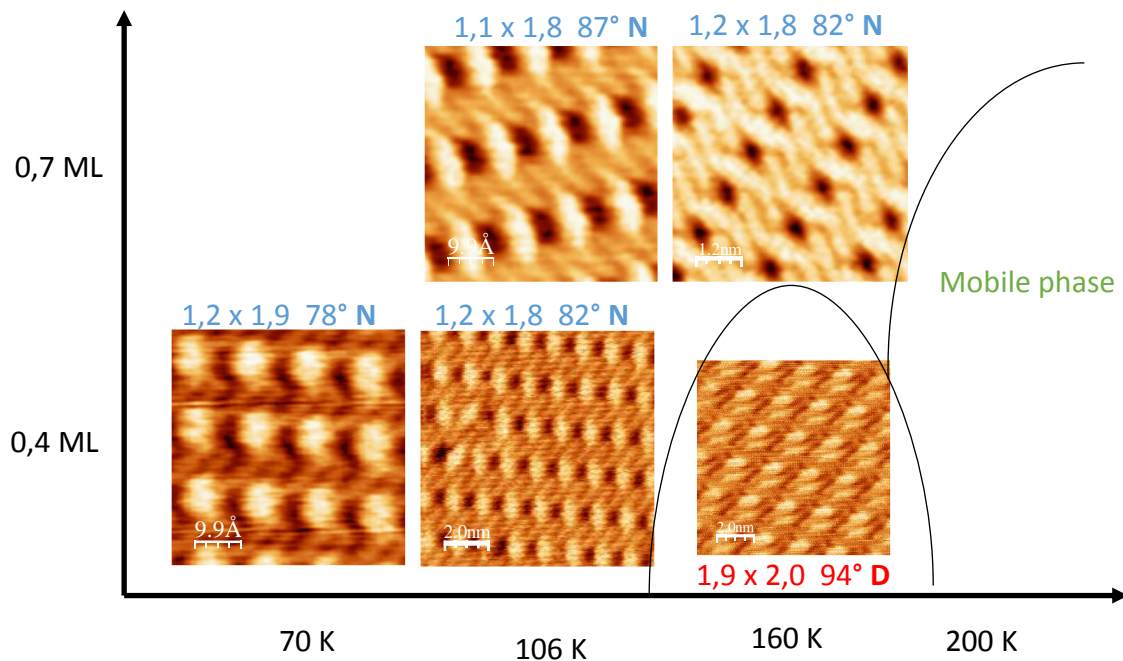 1,1 x 1,8 87° N
1,2 x 1,8 82° N
0,7 ML
9.9Å
1.2nm
Mobile phase
1,2 x 1,9 78° N
1,2 x 1,8 82° N
0,4 ML
9.9Å
2.0nm
2.0nm
1,9 x 2,0 94° D
70 K
106 K
160 K
200 K